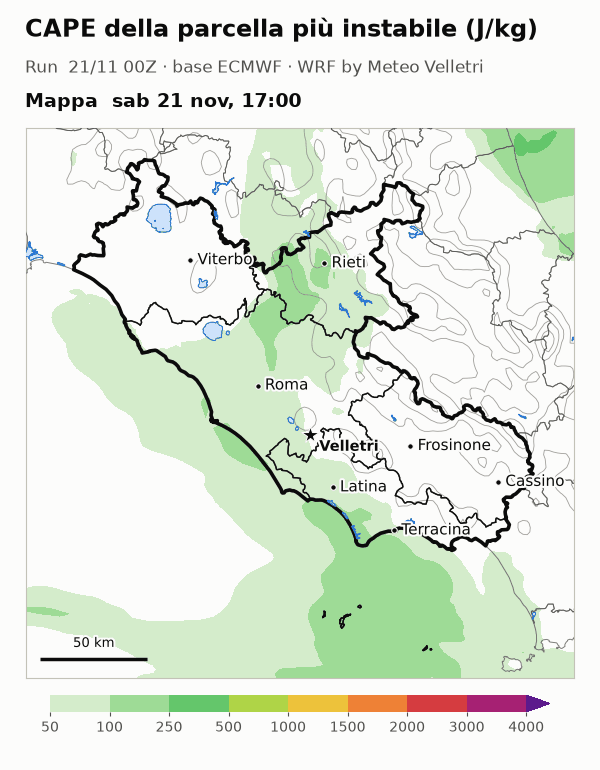 CAPE della parcella più instabile (J/kg)
Run  21/11 00Z · base ECMWF · WRF by Meteo Velletri
Mappa  sab 21 nov, 17:00
Viterbo
Rieti
Roma
Velletri
Frosinone
Cassino
Latina
Terracina
50 km
50 100 250 500 1000 1500 2000 3000 4000